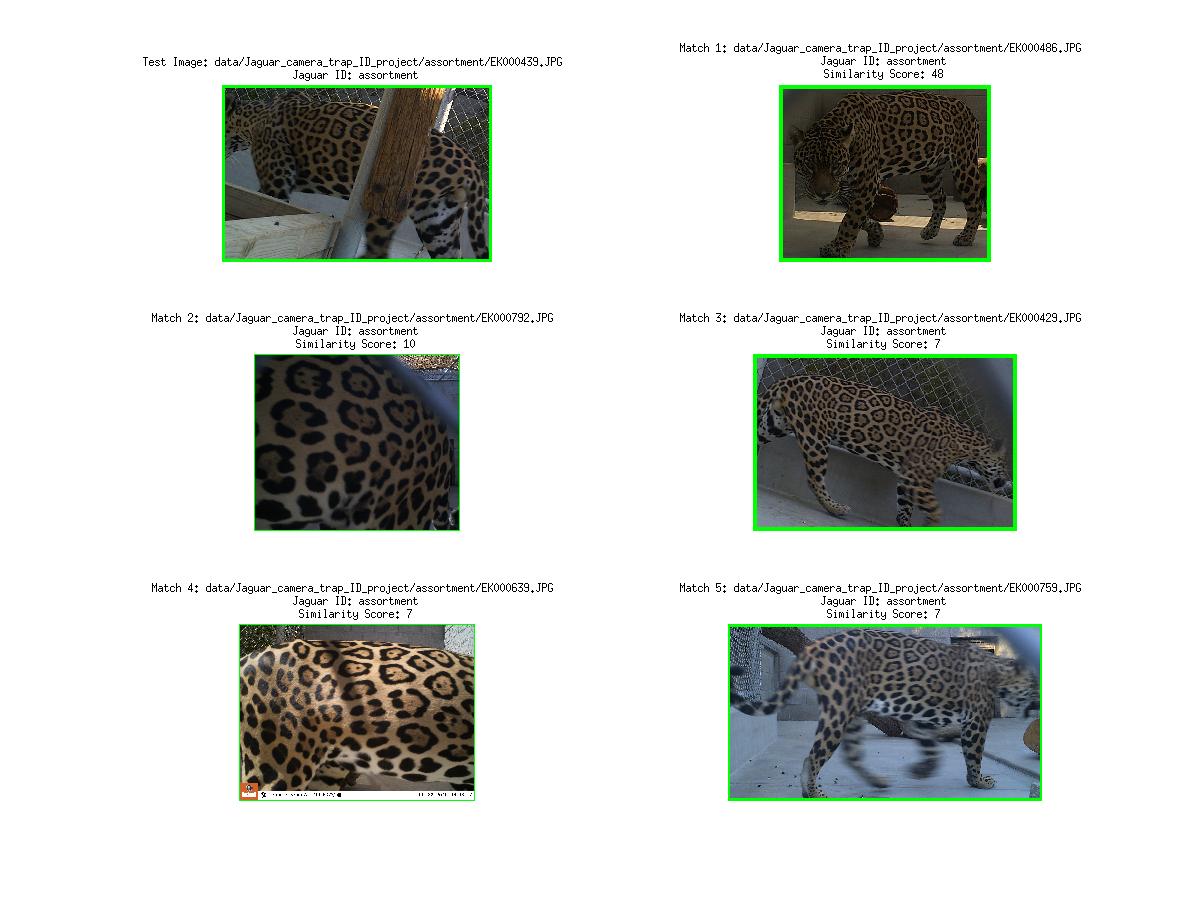 Test Image: data/Jaguar_camera_trap_ID_project/assortment/EK000439.JPG
Jaguar ID: assortment
Match 1: data/Jaguar_camera_trap_ID_project/assortment/EK000486.JPG
Jaguar ID: assortment
Similarity Score: 48
Match 2: data/Jaguar_camera_trap_ID_project/assortment/EK000792.JPG
Jaguar ID: assortment
Similarity Score: 10
Match 3: data/Jaguar_camera_trap_ID_project/assortment/EK000429.JPG
Jaguar ID: assortment
Similarity Score: 7
Match 4: data/Jaguar_camera_trap_ID_project/assortment/EK000639.JPG
Jaguar ID: assortment
Similarity Score: 7
Match 5: data/Jaguar_camera_trap_ID_project/assortment/EK000759.JPG
Jaguar ID: assortment
Similarity Score: 7